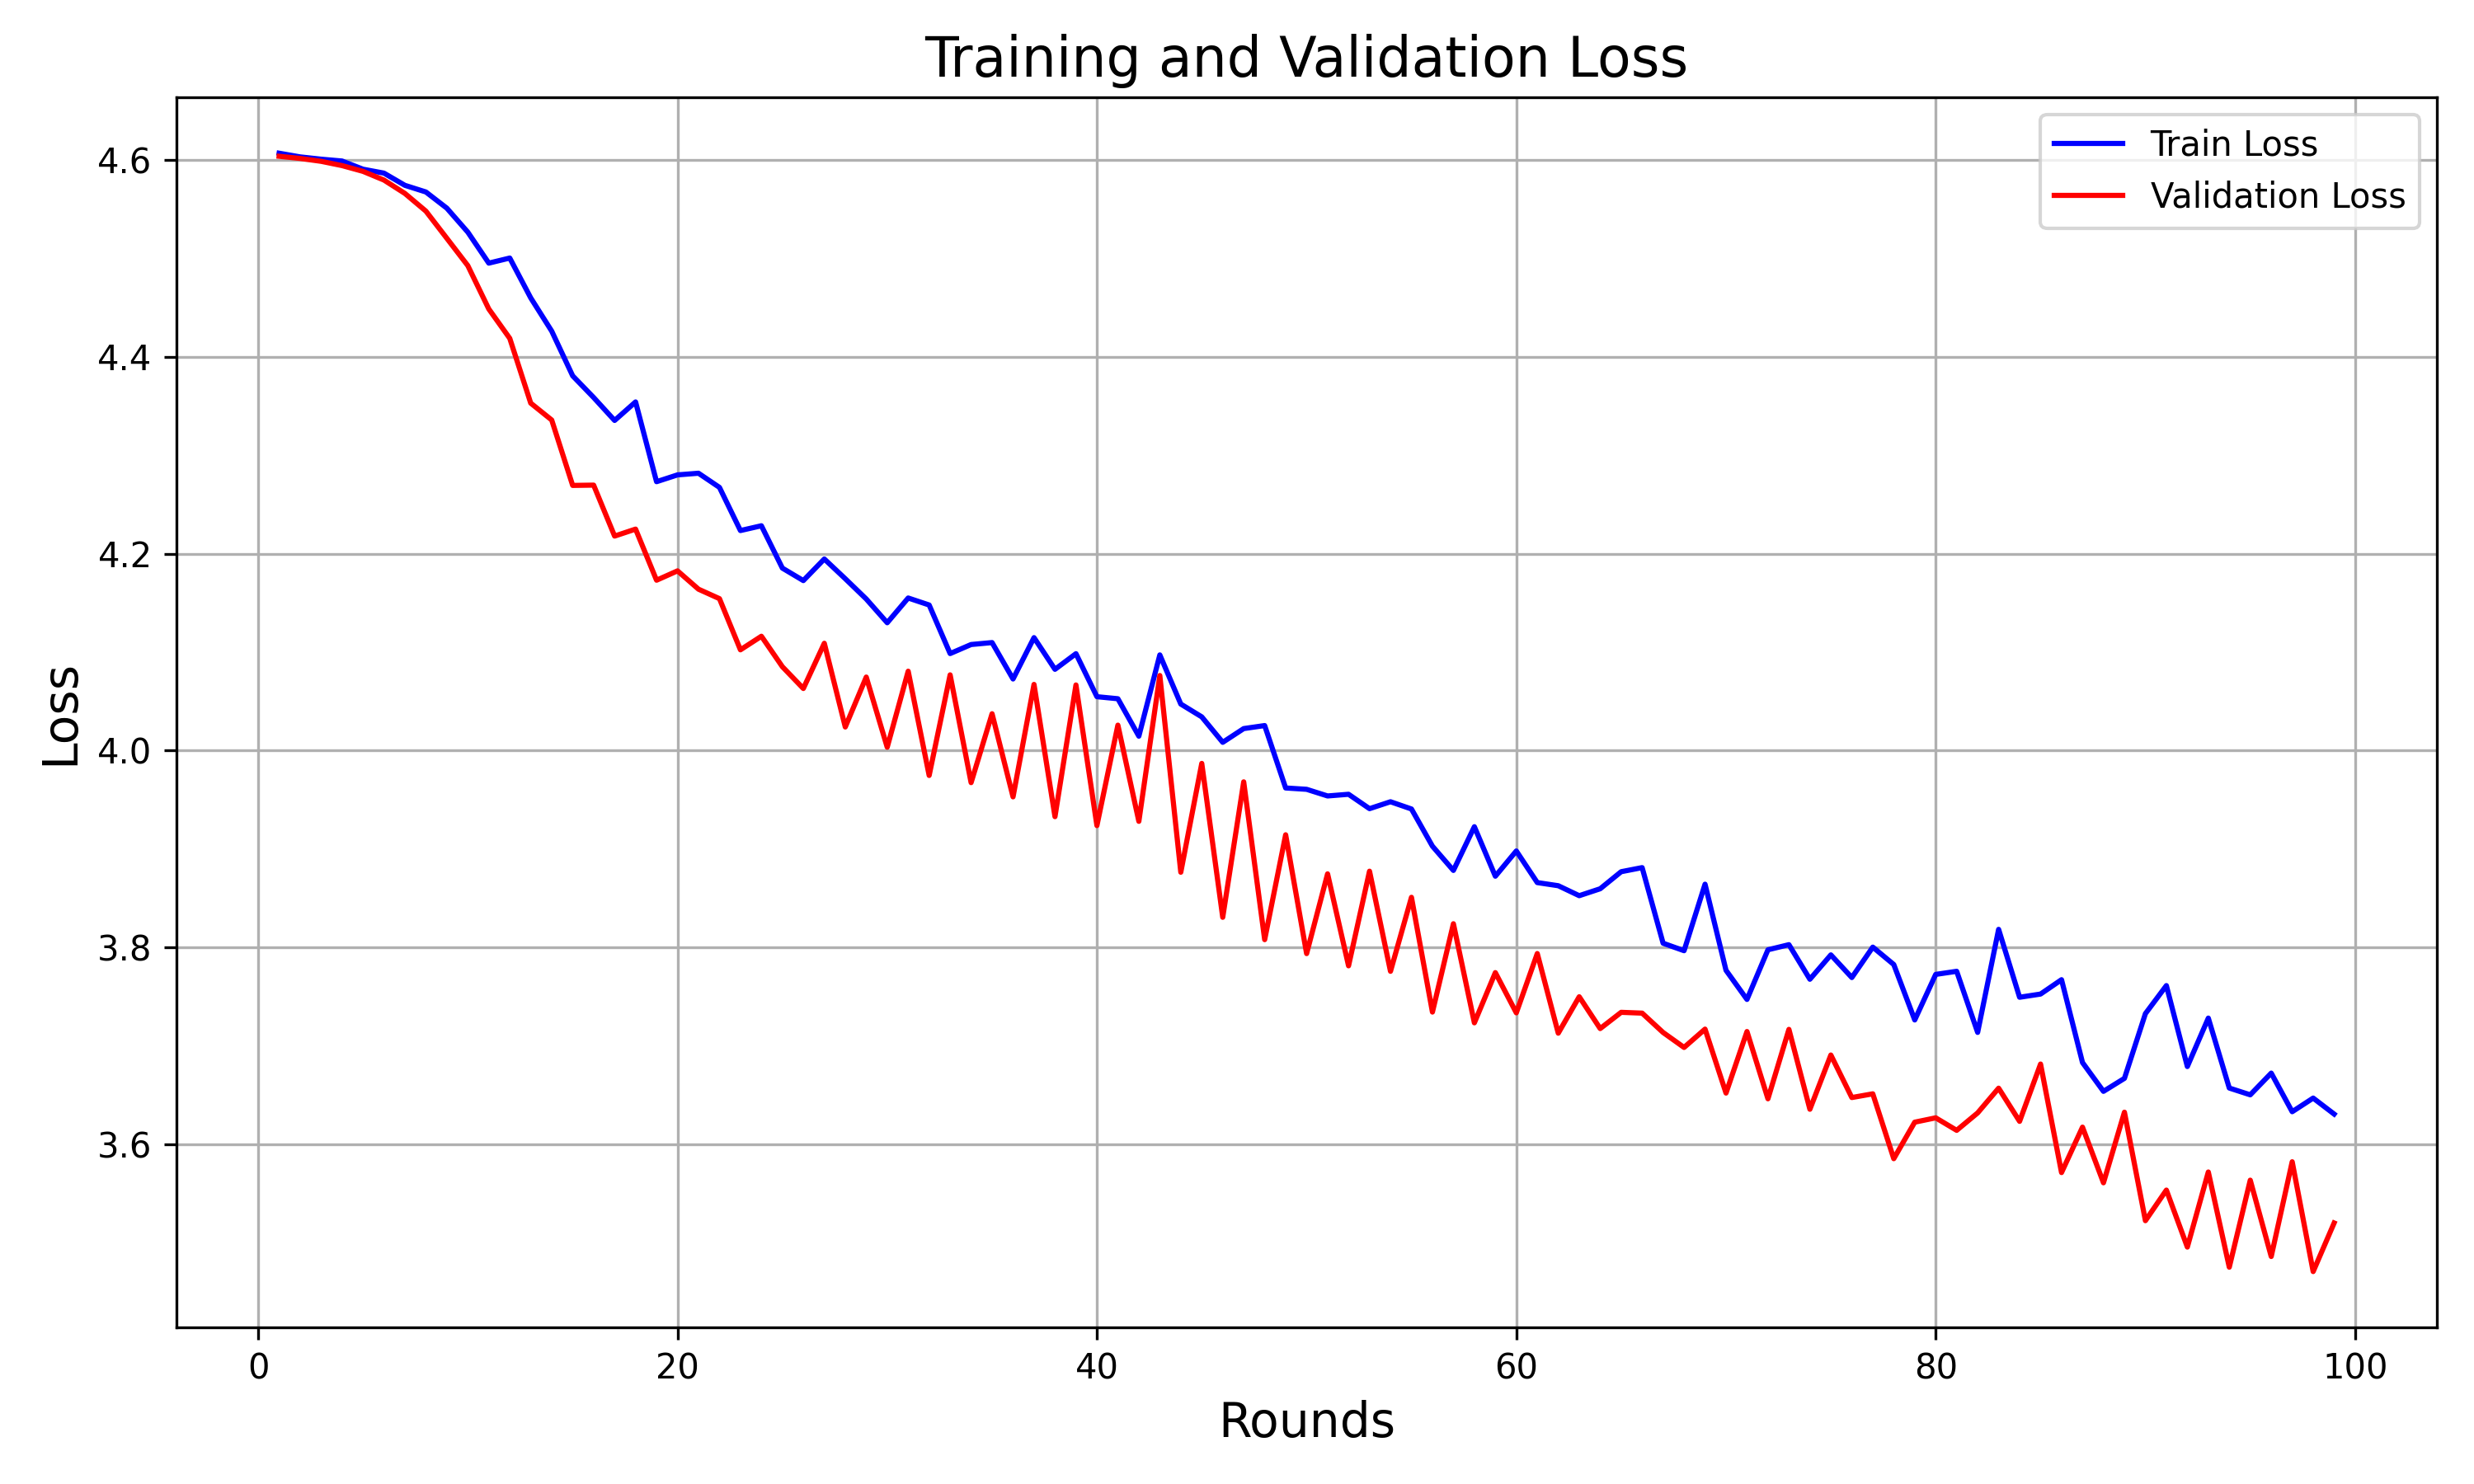 Training and Validation Loss
Train Loss
Validation Loss
4.6
4.4
4.2
4.0
3.8
3.6
Loss
0 20 40 60 80 100
Rounds